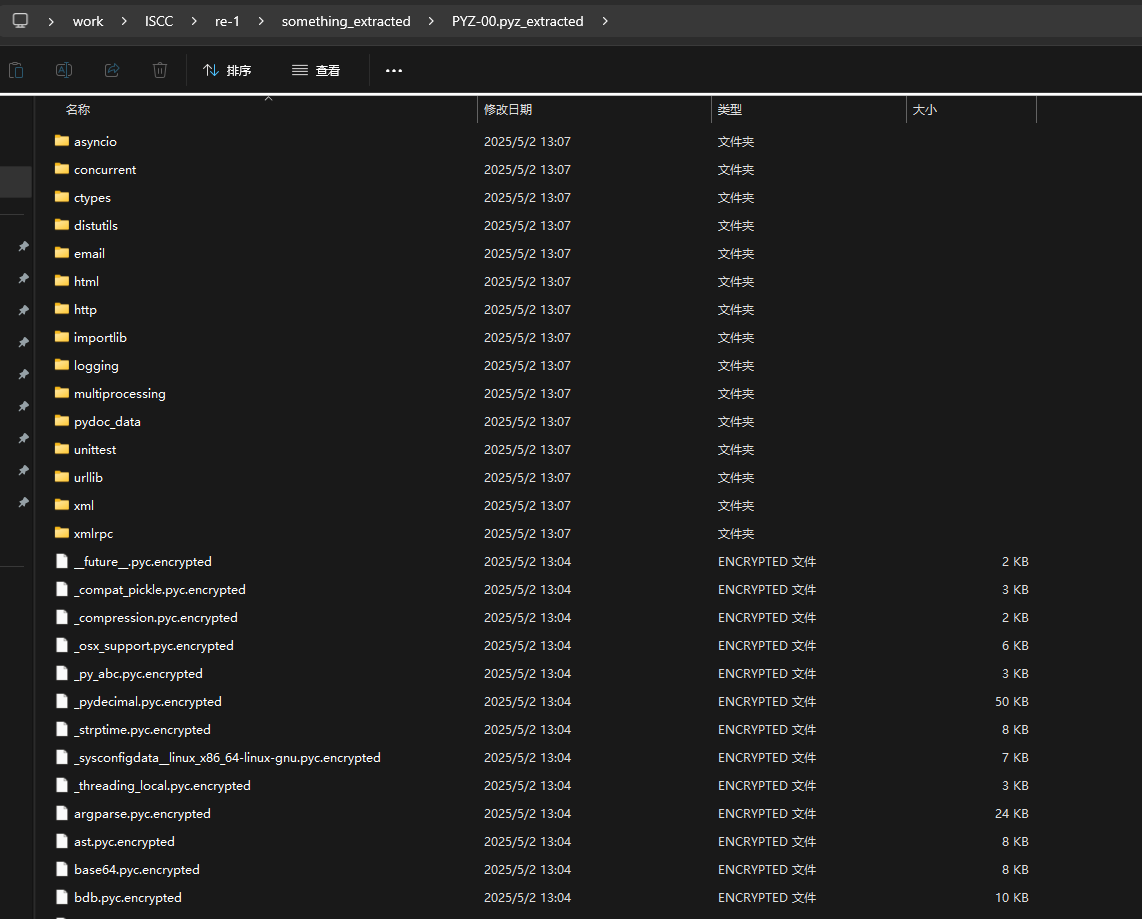 work > ISCC > re-1 > something_extracted > PYZ-00.pyz_extracted >
排序 查看 •••
名称 修改日期 类型 大小
asyncio 2025/5/2 13:07 文件夹
concurrent 2025/5/2 13:07 文件夹
ctypes 2025/5/2 13:07 文件夹
distutils 2025/5/2 13:07 文件夹
email 2025/5/2 13:07 文件夹
html 2025/5/2 13:07 文件夹
http 2025/5/2 13:07 文件夹
importlib 2025/5/2 13:07 文件夹
logging 2025/5/2 13:07 文件夹
multiprocessing 2025/5/2 13:07 文件夹
pydoc_data 2025/5/2 13:07 文件夹
unittest 2025/5/2 13:07 文件夹
urllib 2025/5/2 13:07 文件夹
xml 2025/5/2 13:07 文件夹
xmlrpc 2025/5/2 13:07 文件夹
__future__.pyc.encrypted 2025/5/2 13:04 ENCRYPTED 文件 2 KB
_compat_pickle.pyc.encrypted 2025/5/2 13:04 ENCRYPTED 文件 3 KB
_compression.pyc.encrypted 2025/5/2 13:04 ENCRYPTED 文件 2 KB
_osx_support.pyc.encrypted 2025/5/2 13:04 ENCRYPTED 文件 6 KB
_py_abc.pyc.encrypted 2025/5/2 13:04 ENCRYPTED 文件 3 KB
_pydecimal.pyc.encrypted 2025/5/2 13:04 ENCRYPTED 文件 50 KB
_strptime.pyc.encrypted 2025/5/2 13:04 ENCRYPTED 文件 8 KB
_sysconfigdata__linux_x86_64-linux-gnu.pyc.encrypted 2025/5/2 13:04 ENCRYPTED 文件 7 KB
_threading_local.pyc.encrypted 2025/5/2 13:04 ENCRYPTED 文件 3 KB
argparse.pyc.encrypted 2025/5/2 13:04 ENCRYPTED 文件 24 KB
ast.pyc.encrypted 2025/5/2 13:04 ENCRYPTED 文件 8 KB
base64.pyc.encrypted 2025/5/2 13:04 ENCRYPTED 文件 8 KB
bdb.pyc.encrypted 2025/5/2 13:04 ENCRYPTED 文件 10 KB